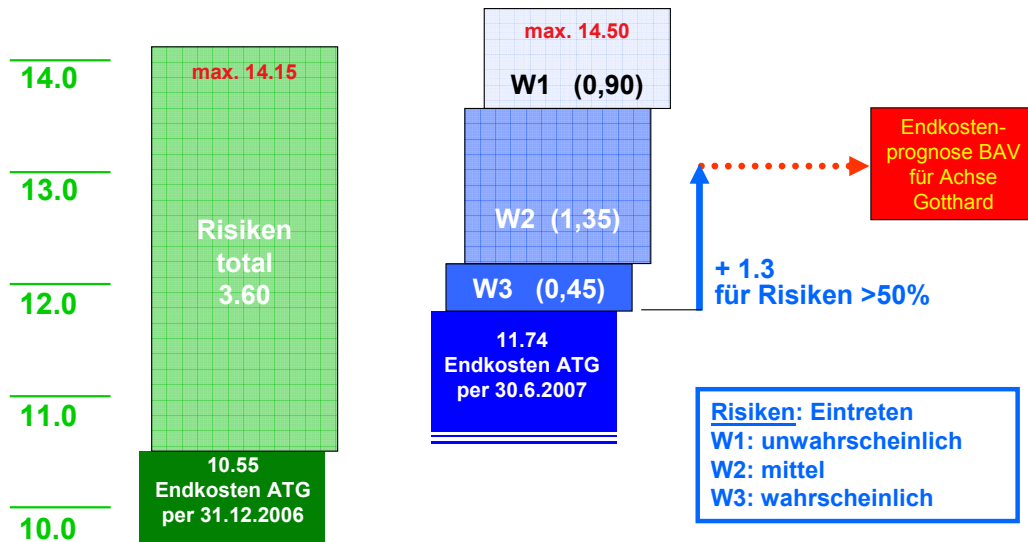 14.0
13.0
12.0
11.0
10.0
max. 14.15
Risiken
total
3.60
10.55
Endkosten ATG
per 31.12.2006
max. 14.50
W1 (0,90)
W2 (1,35)
W3 (0,45)
11.74
Endkosten ATG
per 30.6.2007
+ 1.3
für Risiken >50%
Endkosten-
prognose BAV
für Achse
Gotthard
Risiken: Eintreten
W1: unwahrscheinlich
W2: mittel
W3: wahrscheinlich